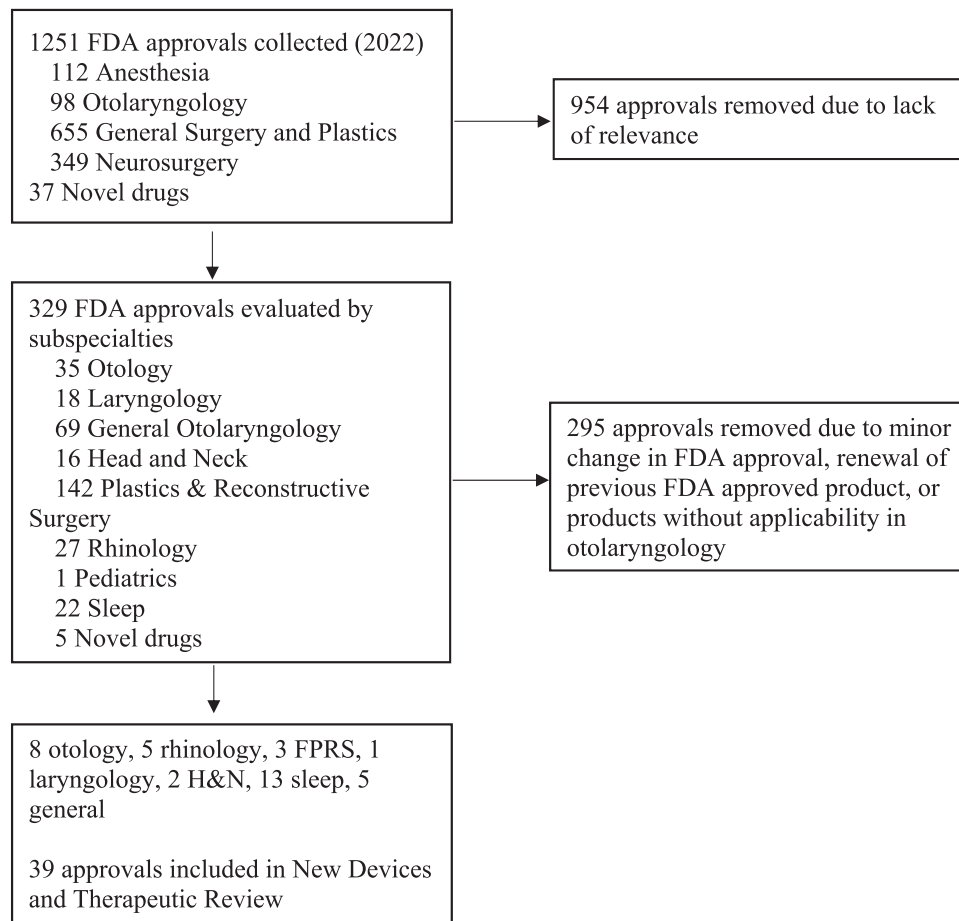 1251 FDA approvals collected (2022)
112 Anesthesia
98 Otolaryngology
655 General Surgery and Plastics
349 Neurosurgery
37 Novel drugs
954 approvals removed due to lack
of relevance
329 FDA approvals evaluated by
subspecialties
35 Otology
18 Laryngology
69 General Otolaryngology
16 Head and Neck
142 Plastics & Reconstructive
Surgery
27 Rhinology
1 Pediatrics
22 Sleep
5 Novel drugs
295 approvals removed due to minor
change in FDA approval, renewal of
previous FDA approved product, or
products without applicability in
otolaryngology
8 otology, 5 rhinology, 3 FPRS, 1
laryngology, 2 H&N, 13 sleep, 5
general
39 approvals included in New Devices
and Therapeutic Review